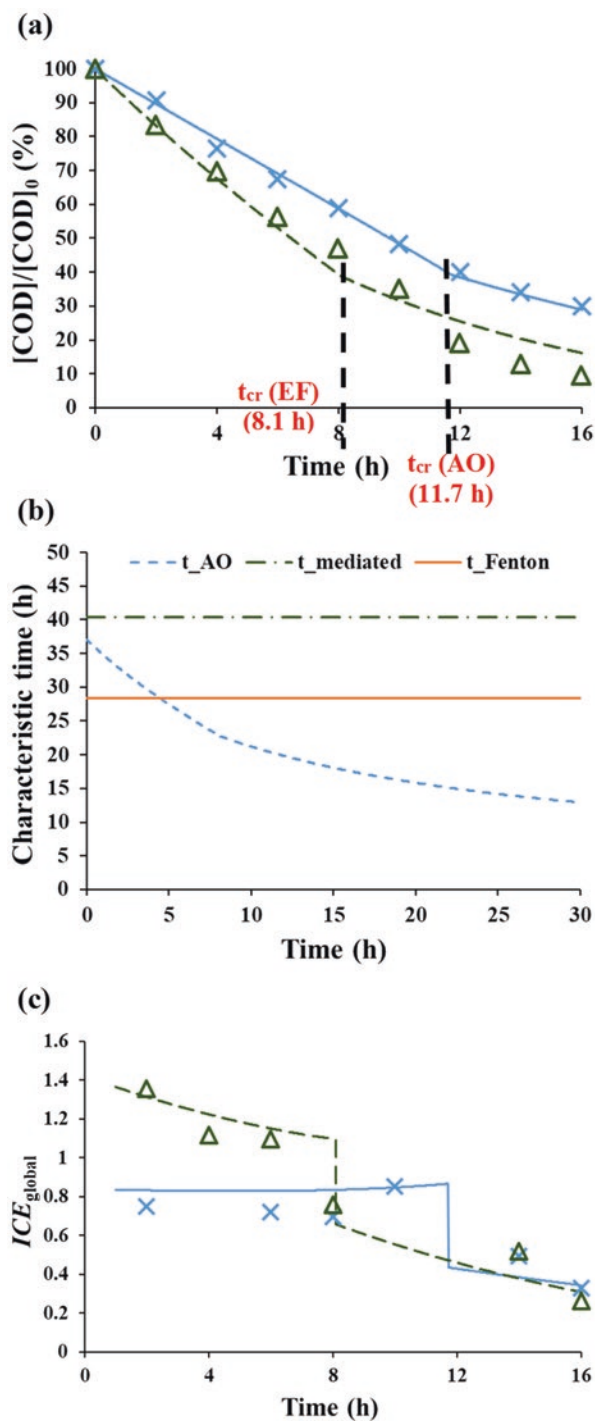 (a)
[COD]/[COD]0 (%)
100
90
80
70
60
50
40
30
20
10
0
0 4 8 12 16
tcr (EF)
(8.1 h)
Time (h)
tcr (AO)
(11.7 h)
(b)
Characteristic time (h)
t_AO t_mediated t_Fenton
50
45
40
35
30
25
20
15
10
5
0
0 5 10 15 20 25 30
Time (h)
(c)
ICEglobal
1.6
1.4
1.2
1
0.8
0.6
0.4
0.2
0
0 4 8 12 16
Time (h)